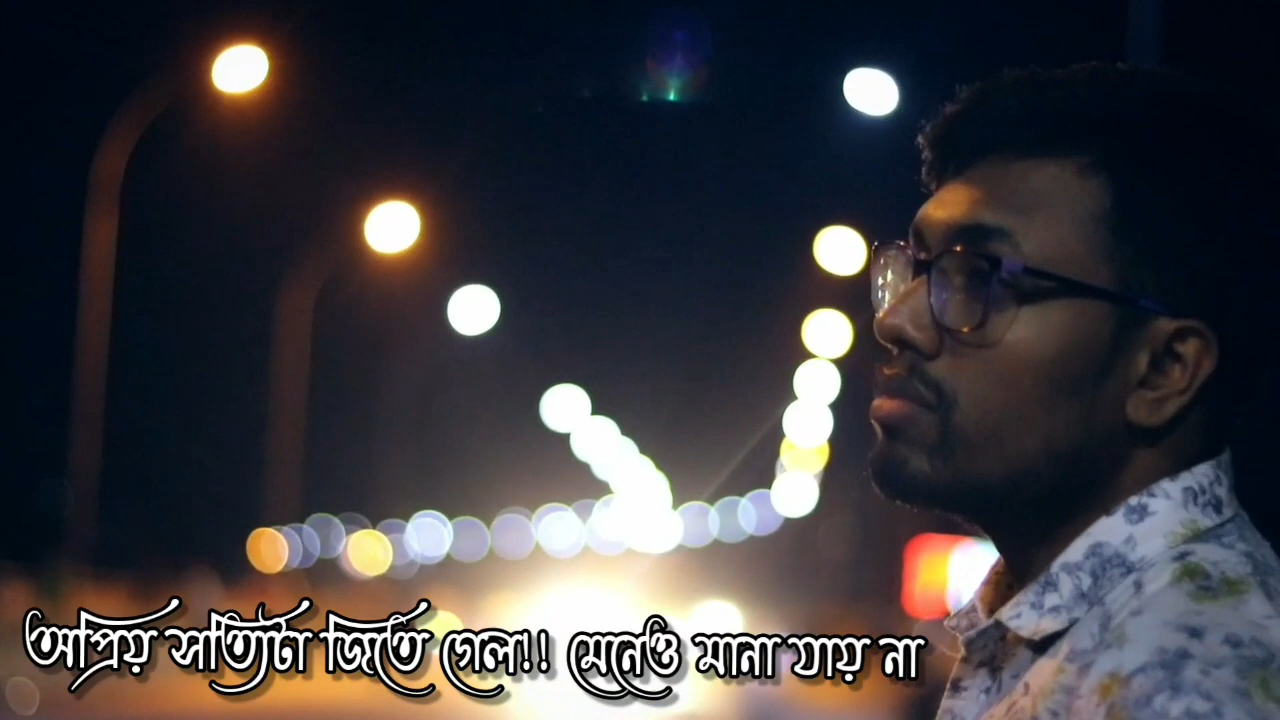 অপ্রিয় সত্যিটা জিতে গেল!! মেনেও মানা যায় না